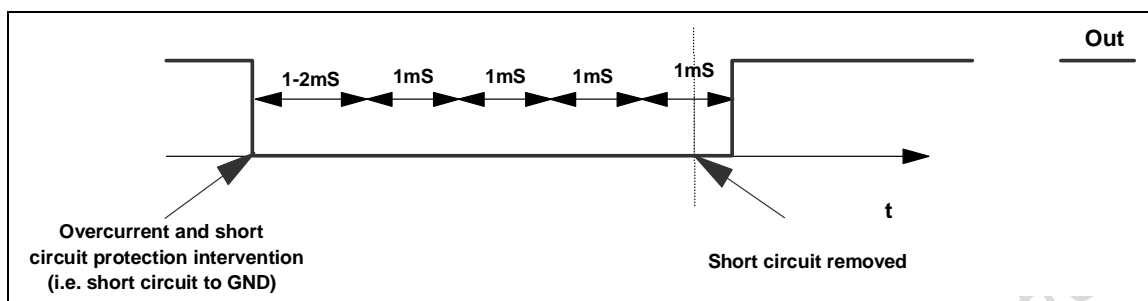 Out
1-2mS 1mS 1mS 1mS 1mS
t
Overcurrent and short
circuit protection intervention
(i.e. short circuit to GND)
Short circuit removed